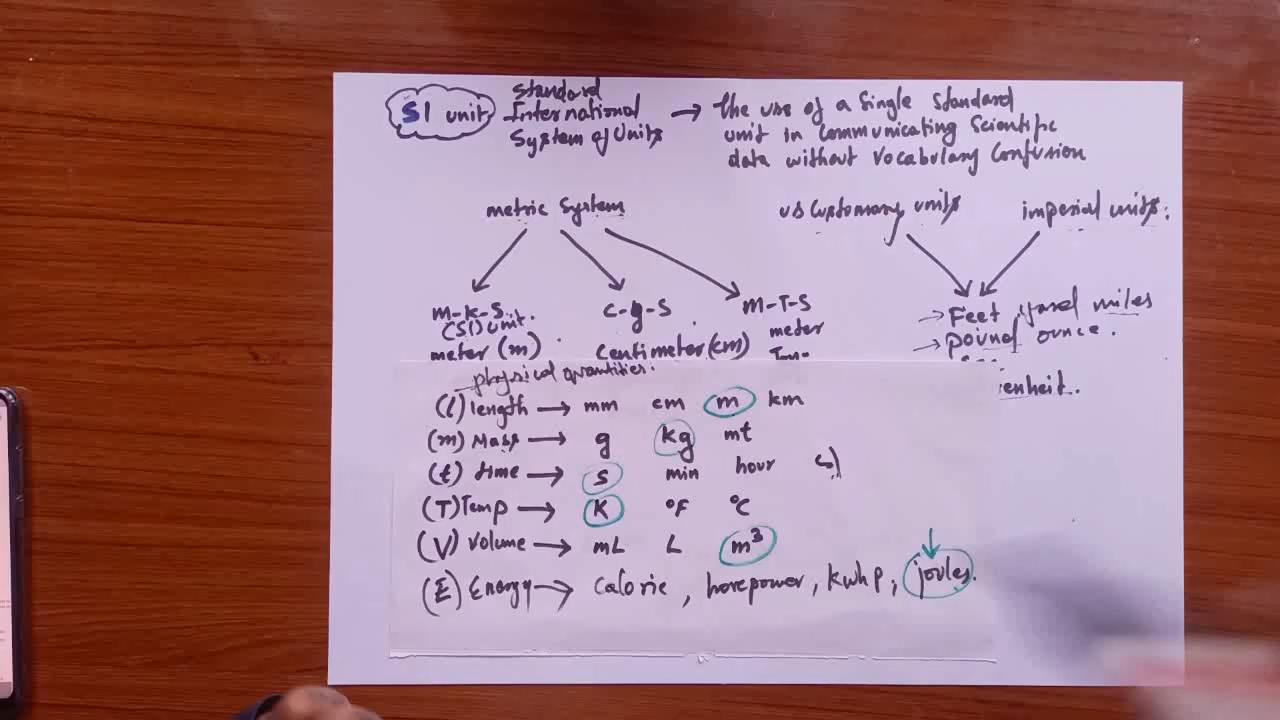 SI unit
Standard
International
System of Units
→ the use of a Single Standard
unit in Communicating Scientific
data without Vocabulary Confusion
metric System
us Customary units
imperial units.
m-k-s.
(SI) Unit.
meter (m)
c-g-s
Centimeter (cm)
M-T-S
meter
→ Feet yard miles
→ pound ounce.
enheit.
physical quantities.
(l) length → mm cm m km
(m) Mass → g kg mt
(t) time → s min hour
(T) Temp → K °F °C
(V) Volume → mL L m³
(E) Energy → calorie, horepower, kwhp, joules.